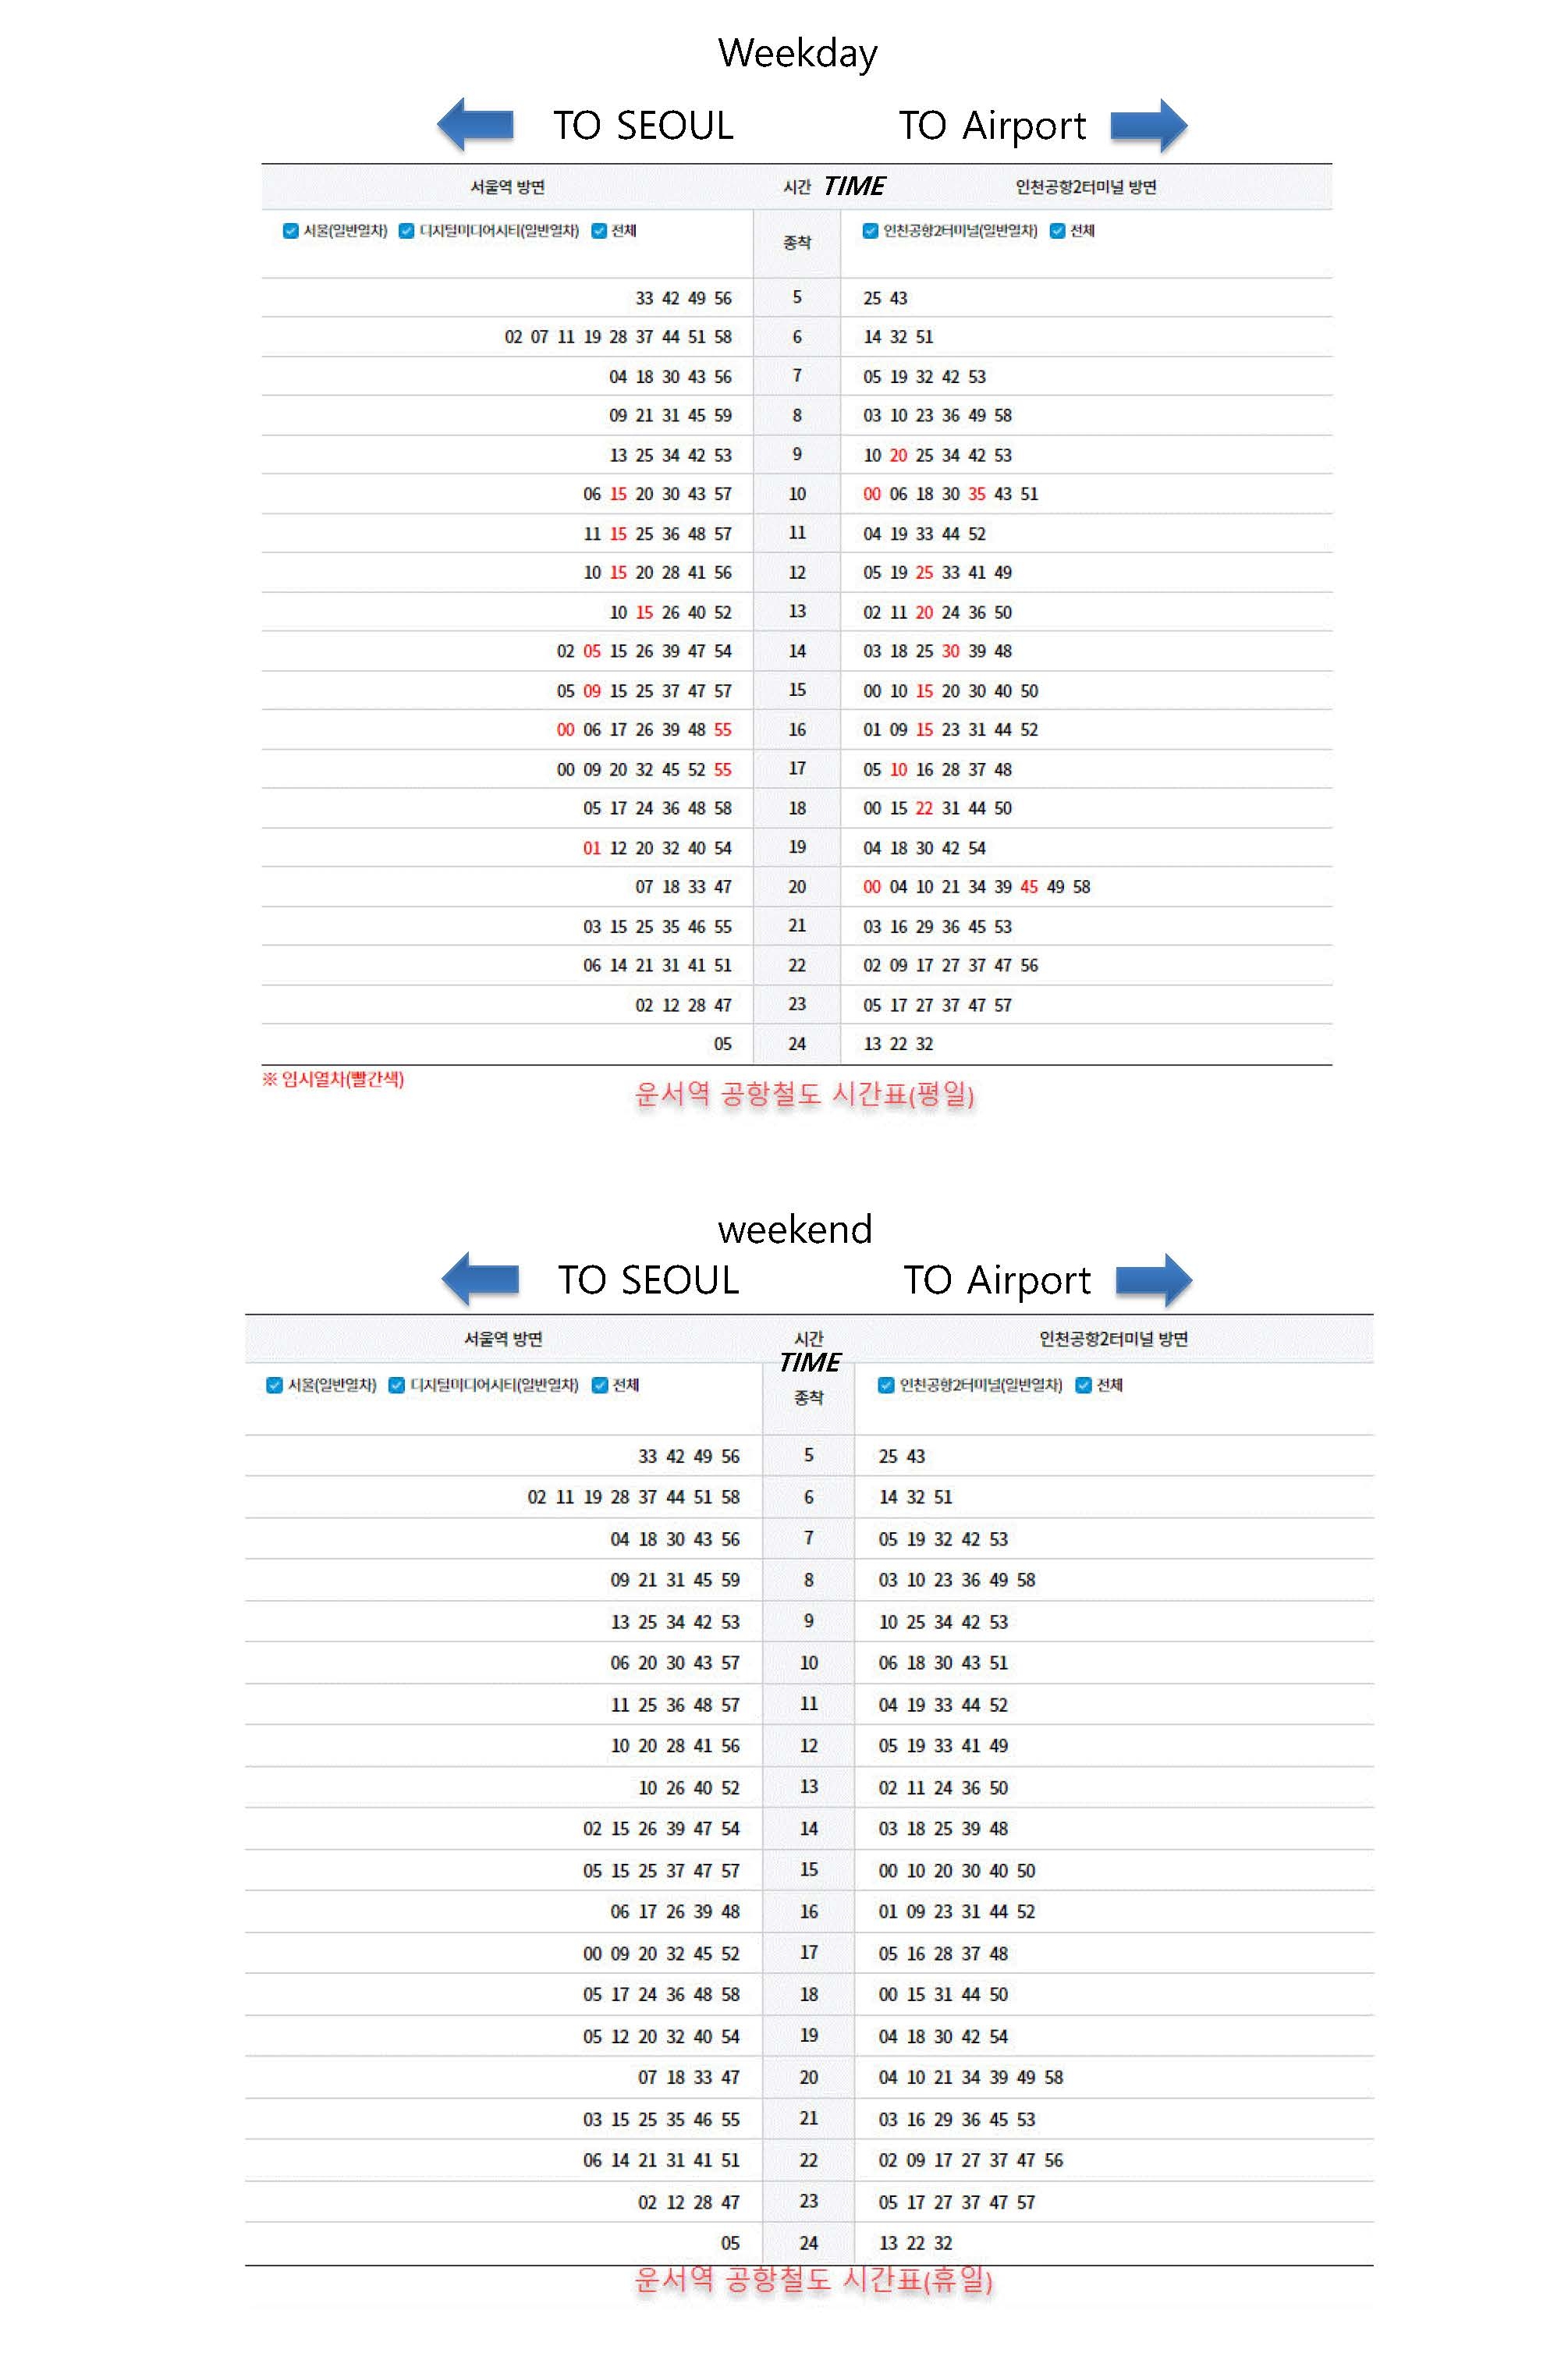 Weekday
TO SEOUL TO Airport
서울역 방면 시간 TIME 인천공항2터미널 방면
서울(일반열차) 디지털미디어시티(일반열차) 전체 종착 인천공항2터미널(일반열차) 전체
33 42 49 56 5 25 43
02 07 11 19 28 37 44 51 58 6 14 32 51
04 18 30 43 56 7 05 19 32 42 53
09 21 31 45 59 8 03 10 23 36 49 58
13 25 34 42 53 9 10 20 25 34 42 53
06 15 20 30 43 57 10 00 06 18 30 35 43 51
11 15 25 36 48 57 11 04 19 33 44 52
10 15 20 28 41 56 12 05 19 25 33 41 49
10 15 26 40 52 13 02 11 20 24 36 50
02 05 15 26 39 47 54 14 03 18 25 30 39 48
05 09 15 25 37 47 57 15 00 10 15 20 30 40 50
00 06 17 26 39 48 55 16 01 09 15 23 31 44 52
00 09 20 32 45 52 55 17 05 10 16 28 37 48
05 17 24 36 48 58 18 00 15 22 31 44 50
01 12 20 32 40 54 19 04 18 30 42 54
07 18 33 47 20 00 04 10 21 34 39 45 49 58
03 15 25 35 46 55 21 03 16 29 36 45 53
06 14 21 31 41 51 22 02 09 17 27 37 47 56
02 12 28 47 23 05 17 27 37 47 57
05 24 13 22 32
※ 임시열차(빨간색)
운서역 공항철도 시간표(평일)
weekend
TO SEOUL TO Airport
서울역 방면 시간 인천공항2터미널 방면
TIME
서울(일반열차) 디지털미디어시티(일반열차) 전체 종착 인천공항2터미널(일반열차) 전체
33 42 49 56 5 25 43
02 11 19 28 37 44 51 58 6 14 32 51
04 18 30 43 56 7 05 19 32 42 53
09 21 31 45 59 8 03 10 23 36 49 58
13 25 34 42 53 9 10 25 34 42 53
06 20 30 43 57 10 06 18 30 43 51
11 25 36 48 57 11 04 19 33 44 52
10 20 28 41 56 12 05 19 33 41 49
10 26 40 52 13 02 11 24 36 50
02 15 26 39 47 54 14 03 18 25 39 48
05 15 25 37 47 57 15 00 10 20 30 40 50
06 17 26 39 48 16 01 09 23 31 44 52
00 09 20 32 45 52 17 05 16 28 37 48
05 17 24 36 48 58 18 00 15 31 44 50
05 12 20 32 40 54 19 04 18 30 42 54
07 18 33 47 20 04 10 21 34 39 49 58
03 15 25 35 46 55 21 03 16 29 36 45 53
06 14 21 31 41 51 22 02 09 17 27 37 47 56
02 12 28 47 23 05 17 27 37 47 57
05 24 13 22 32
운서역 공항철도 시간표(휴일)